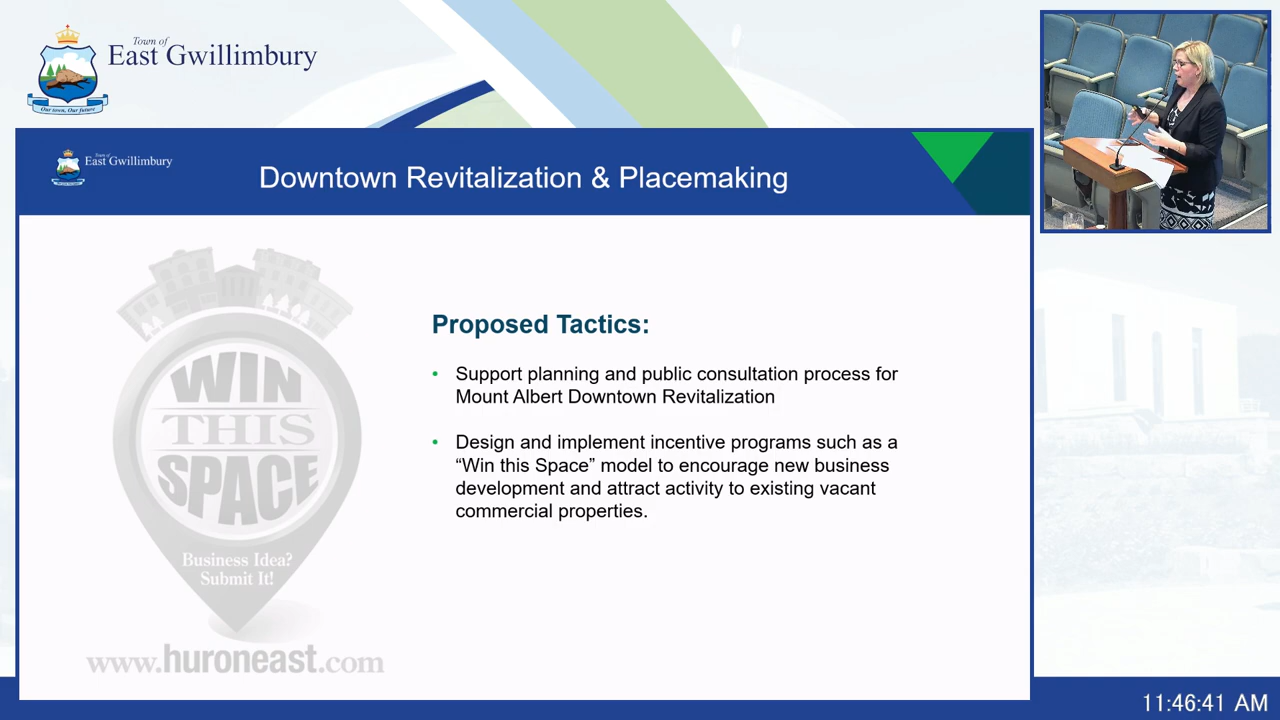 Town of
East Gwillimbury
Our town, Our future
Town of
East Gwillimbury
Downtown Revitalization & Placemaking
WIN
THIS
SPACE
Business Idea?
Submit It!
www.huroneast.com
Proposed Tactics:
• Support planning and public consultation process for
Mount Albert Downtown Revitalization
• Design and implement incentive programs such as a
“Win this Space” model to encourage new business
development and attract activity to existing vacant
commercial properties.
11:46:41 AM